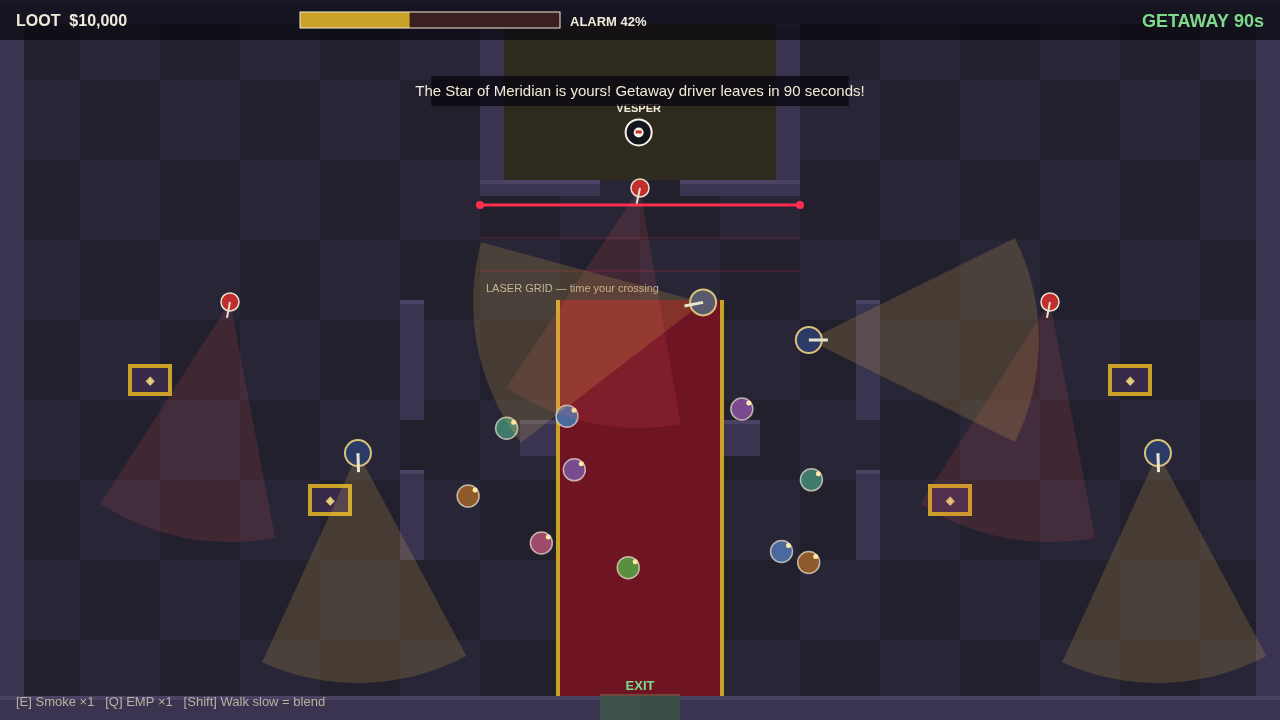 LOOT $10,000
ALARM 42%
GETAWAY 90s
The Star of Meridian is yours! Getaway driver leaves in 90 seconds!
VESPER
LASER GRID — time your crossing
EXIT
[E] Smoke ×1 [Q] EMP ×1 [Shift] Walk slow = blend